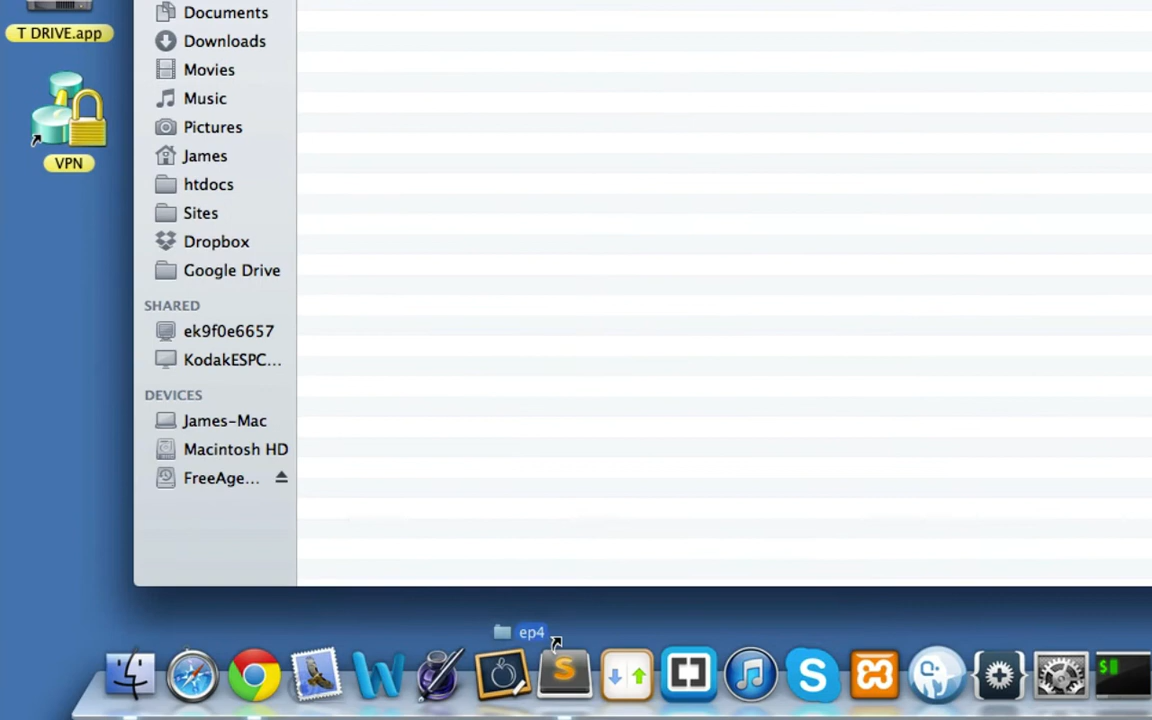 T DRIVE.app
VPN
Documents
Downloads
Movies
Music
Pictures
James
htdocs
Sites
Dropbox
Google Drive
SHARED
ek9f0e6657
KodakESPC...
DEVICES
James-Mac
Macintosh HD
FreeAge...
ep4
W
S
S
$